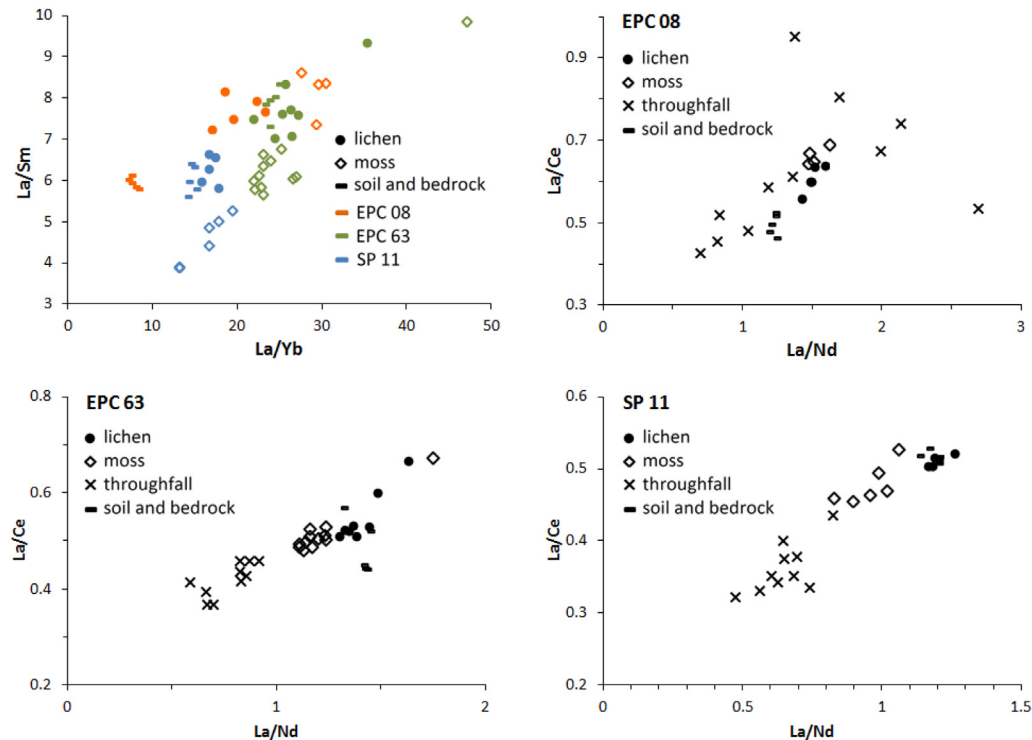 10
9
8
7
6
5
4
3
La/Sm
lichen
moss
soil and bedrock
EPC 08
EPC 63
SP 11
0
10
20
30
40
50
La/Yb
EPC 08
lichen
moss
throughfall
soil and bedrock
0.9
0.7
0.5
0.3
La/Ce
0
1
2
3
La/Nd
EPC 63
lichen
moss
throughfall
soil and bedrock
0.8
0.6
0.4
0.2
La/Ce
0
1
2
La/Nd
SP 11
lichen
moss
throughfall
soil and bedrock
0.6
0.5
0.4
0.3
0.2
La/Ce
0
0.5
1
1.5
La/Nd